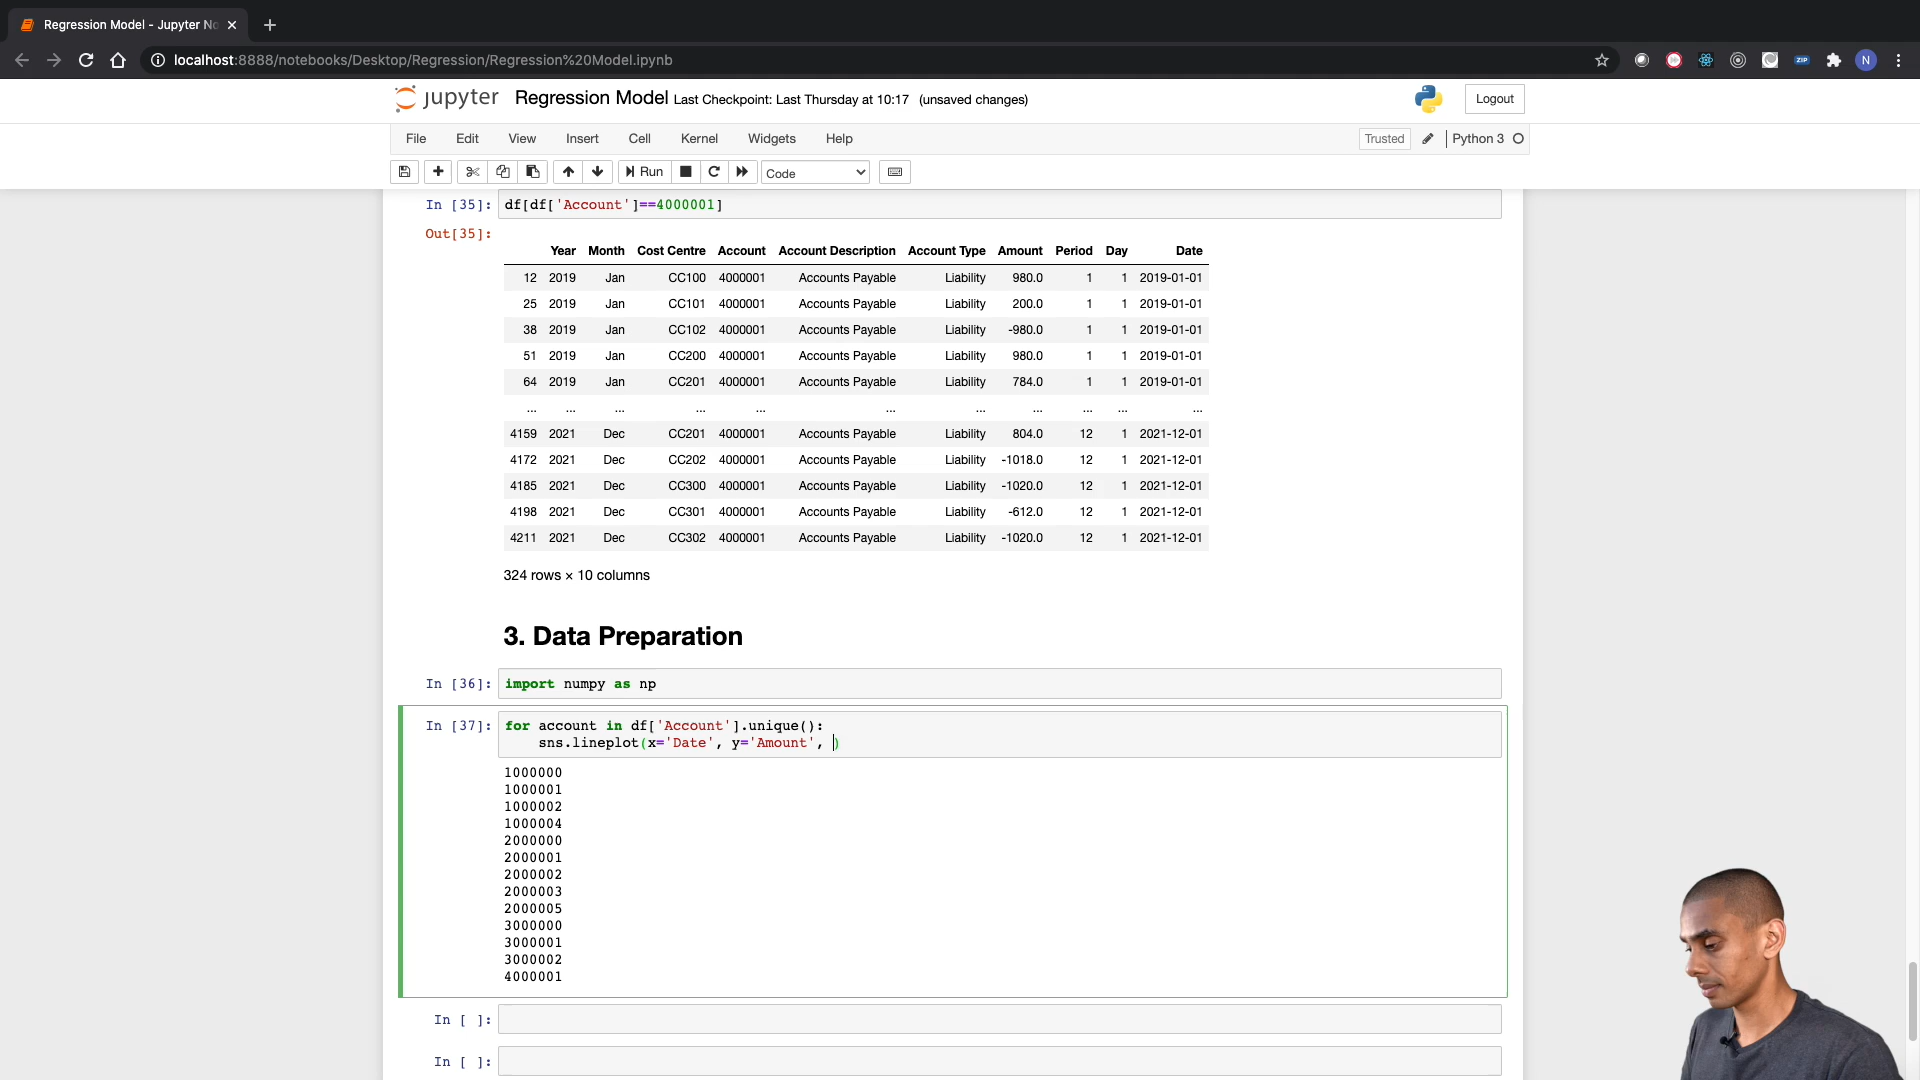 Regression Model - Jupyter No
localhost:8888/notebooks/Desktop/Regression/Regression%20Model.ipynb
ZIP
N
jupyter Regression Model Last Checkpoint: Last Thursday at 10:17 (unsaved changes)
Logout
File Edit View Insert Cell Kernel Widgets Help
Trusted Python 3
Run Code
In [35]: df[df['Account']==4000001]
Out[35]:
Year Month Cost Centre Account Account Description Account Type Amount Period Day Date
12 2019 Jan CC100 4000001 Accounts Payable Liability 980.0 1 1 2019-01-01
25 2019 Jan CC101 4000001 Accounts Payable Liability 200.0 1 1 2019-01-01
38 2019 Jan CC102 4000001 Accounts Payable Liability -980.0 1 1 2019-01-01
51 2019 Jan CC200 4000001 Accounts Payable Liability 980.0 1 1 2019-01-01
64 2019 Jan CC201 4000001 Accounts Payable Liability 784.0 1 1 2019-01-01
... ... ... ... ... ... ... ... ... ... ...
4159 2021 Dec CC201 4000001 Accounts Payable Liability 804.0 12 1 2021-12-01
4172 2021 Dec CC202 4000001 Accounts Payable Liability -1018.0 12 1 2021-12-01
4185 2021 Dec CC300 4000001 Accounts Payable Liability -1020.0 12 1 2021-12-01
4198 2021 Dec CC301 4000001 Accounts Payable Liability -612.0 12 1 2021-12-01
4211 2021 Dec CC302 4000001 Accounts Payable Liability -1020.0 12 1 2021-12-01
324 rows × 10 columns
3. Data Preparation
In [36]: import numpy as np
In [37]: for account in df['Account'].unique():
sns.lineplot(x='Date', y='Amount', )
1000000
1000001
1000002
1000004
2000000
2000001
2000002
2000003
2000005
3000000
3000001
3000002
4000001
In [ ]:
In [ ]: